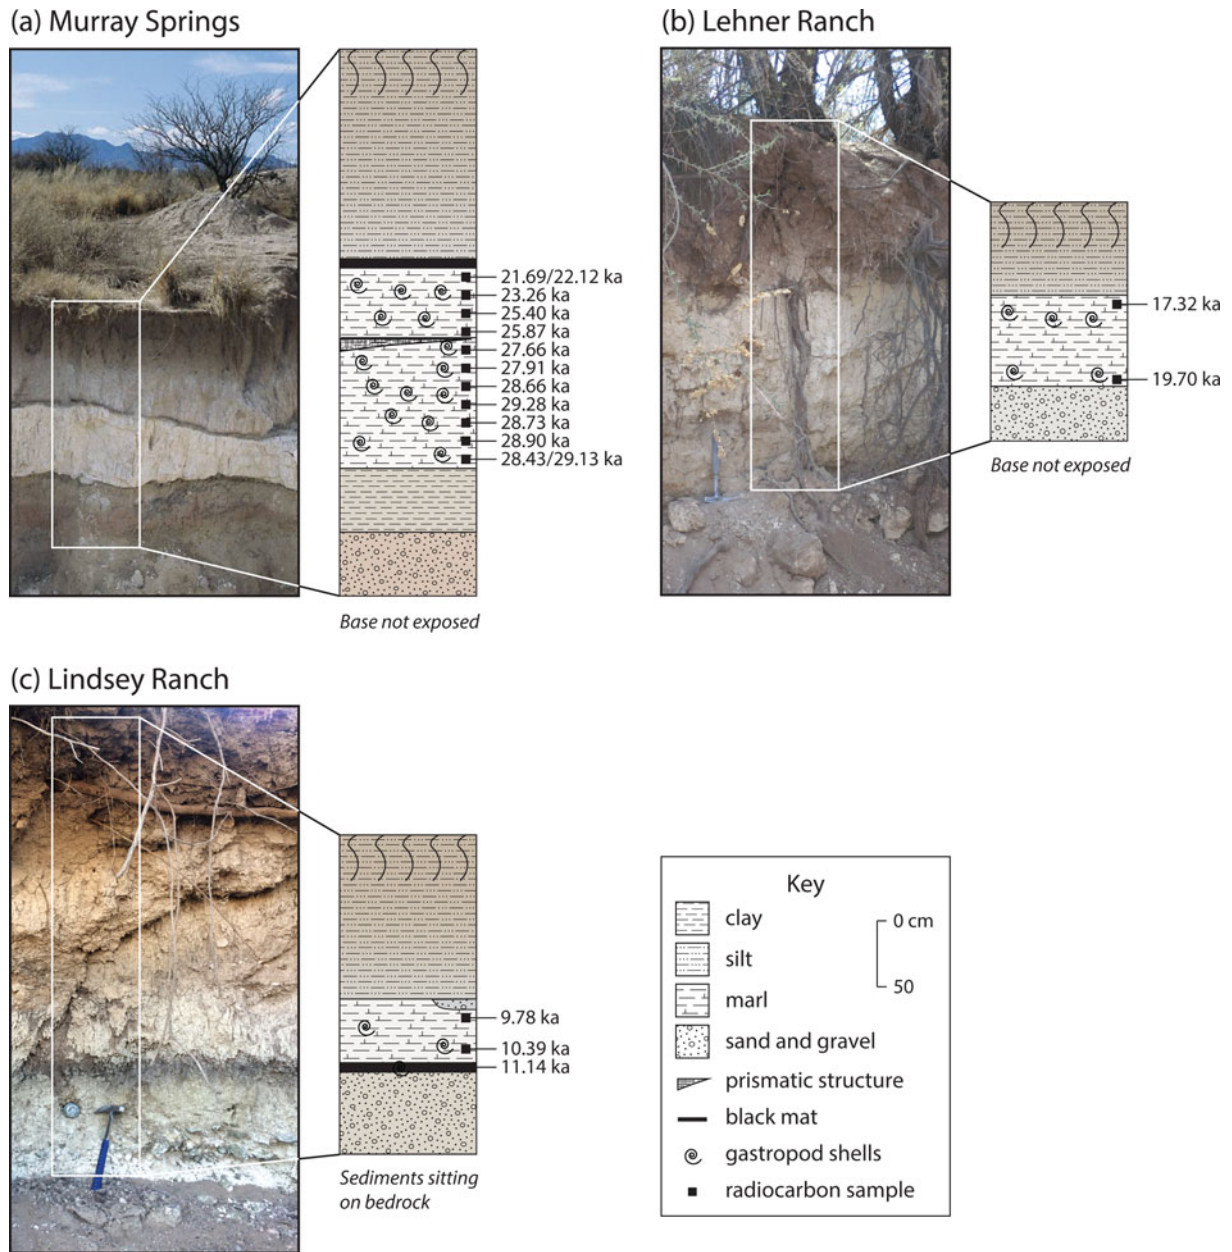 (a) Murray Springs
21.69/22.12 ka
23.26 ka
25.40 ka
25.87 ka
27.66 ka
27.91 ka
28.66 ka
29.28 ka
28.73 ka
28.90 ka
28.43/29.13 ka
Base not exposed
(b) Lehner Ranch
17.32 ka
19.70 ka
Base not exposed
(c) Lindsey Ranch
9.78 ka
10.39 ka
11.14 ka
Sediments sitting
on bedrock
Key
clay
silt
marl
sand and gravel
prismatic structure
black mat
gastropod shells
radiocarbon sample
0 cm
50